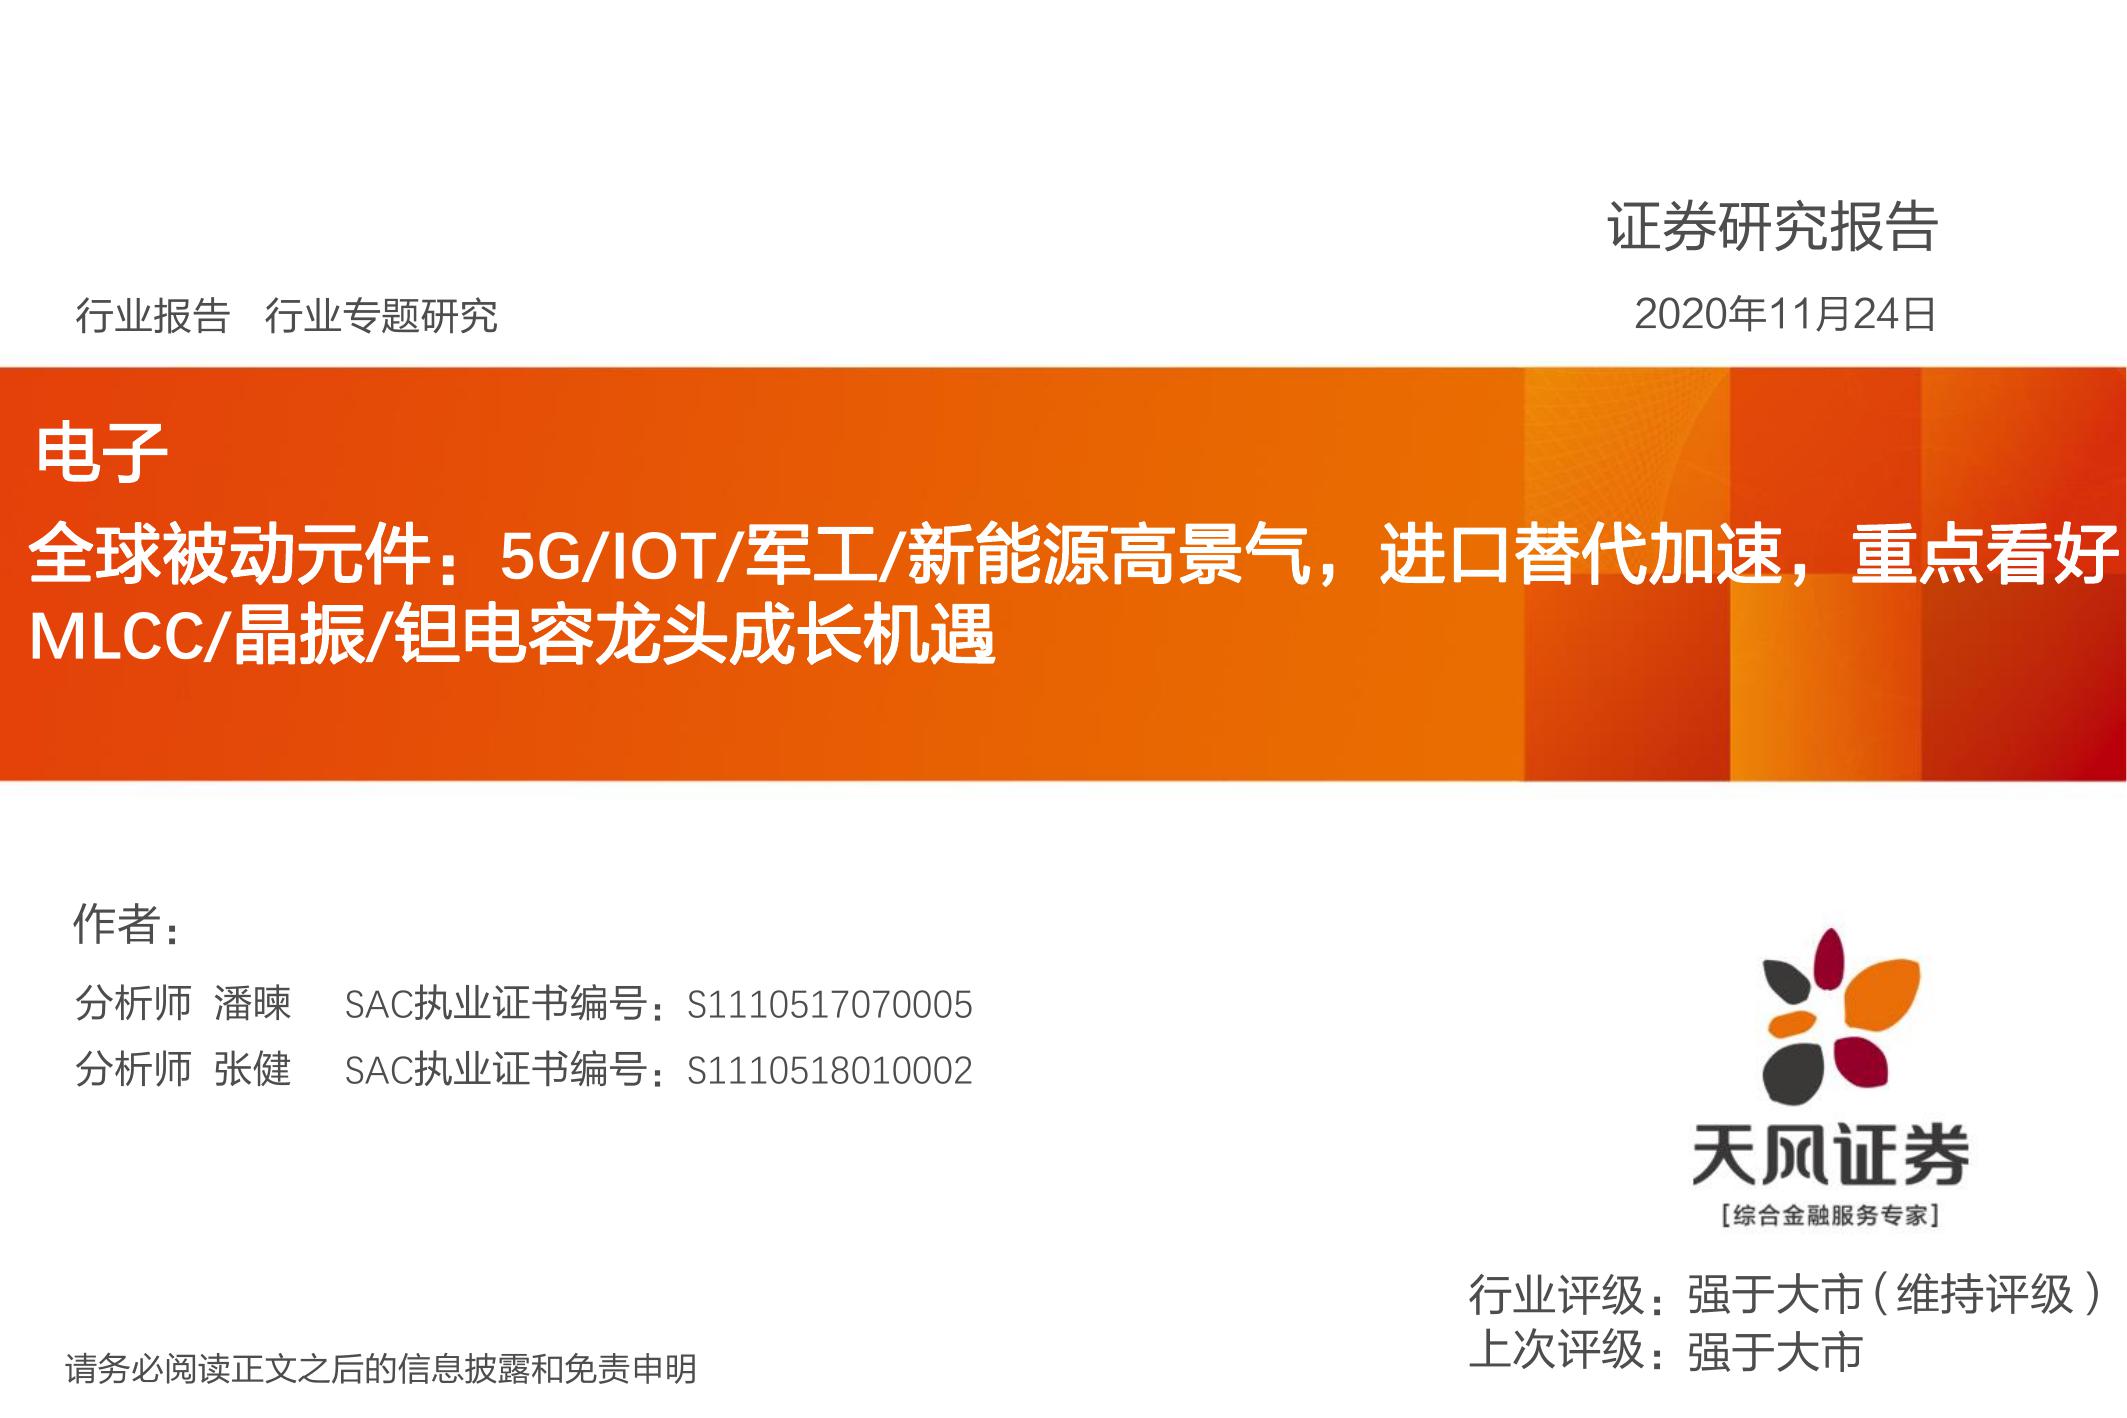 证券研究报告
行业报告 行业专题研究
2020年11月24日
电子
全球被动元件：5G/IOT/军工/新能源高景气，进口替代加速，重点看好
MLCC/晶振/钽电容龙头成长机遇
作者：
分析师 潘暕 SAC执业证书编号：S1110517070005
分析师 张健 SAC执业证书编号：S1110518010002
天风证券
[综合金融服务专家]
行业评级：强于大市（维持评级）
上次评级：强于大市
请务必阅读正文之后的信息披露和免责申明